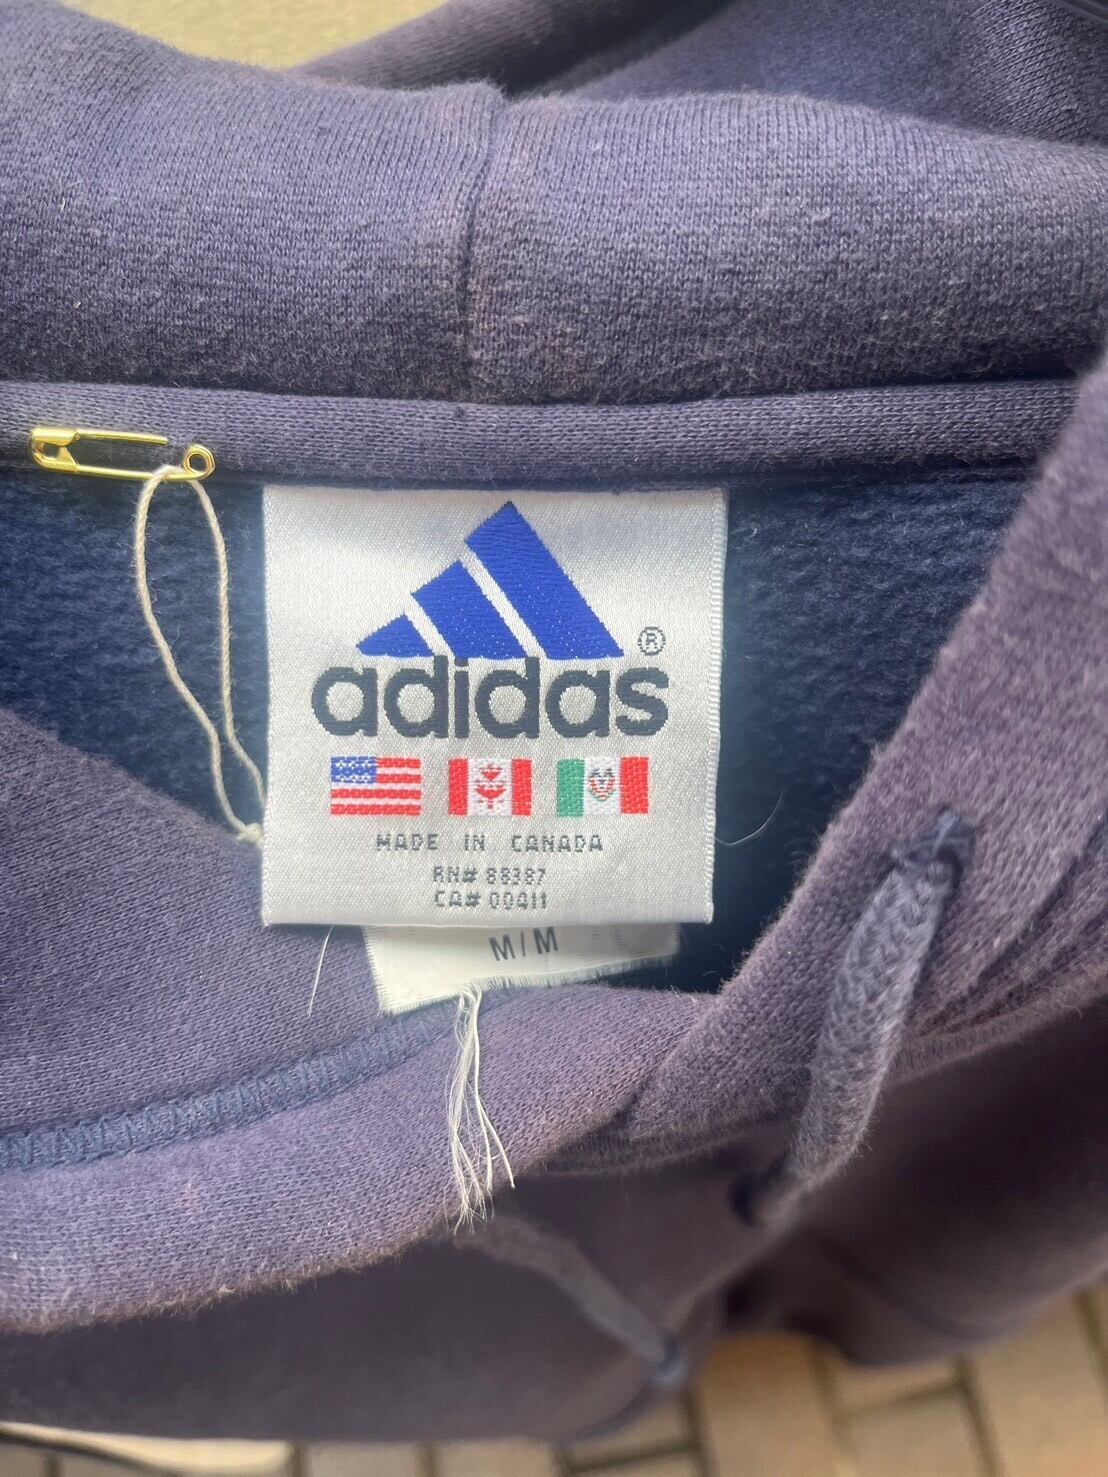 adidas®
MADE IN CANADA
RN# 88387
CA# 00411
M/M